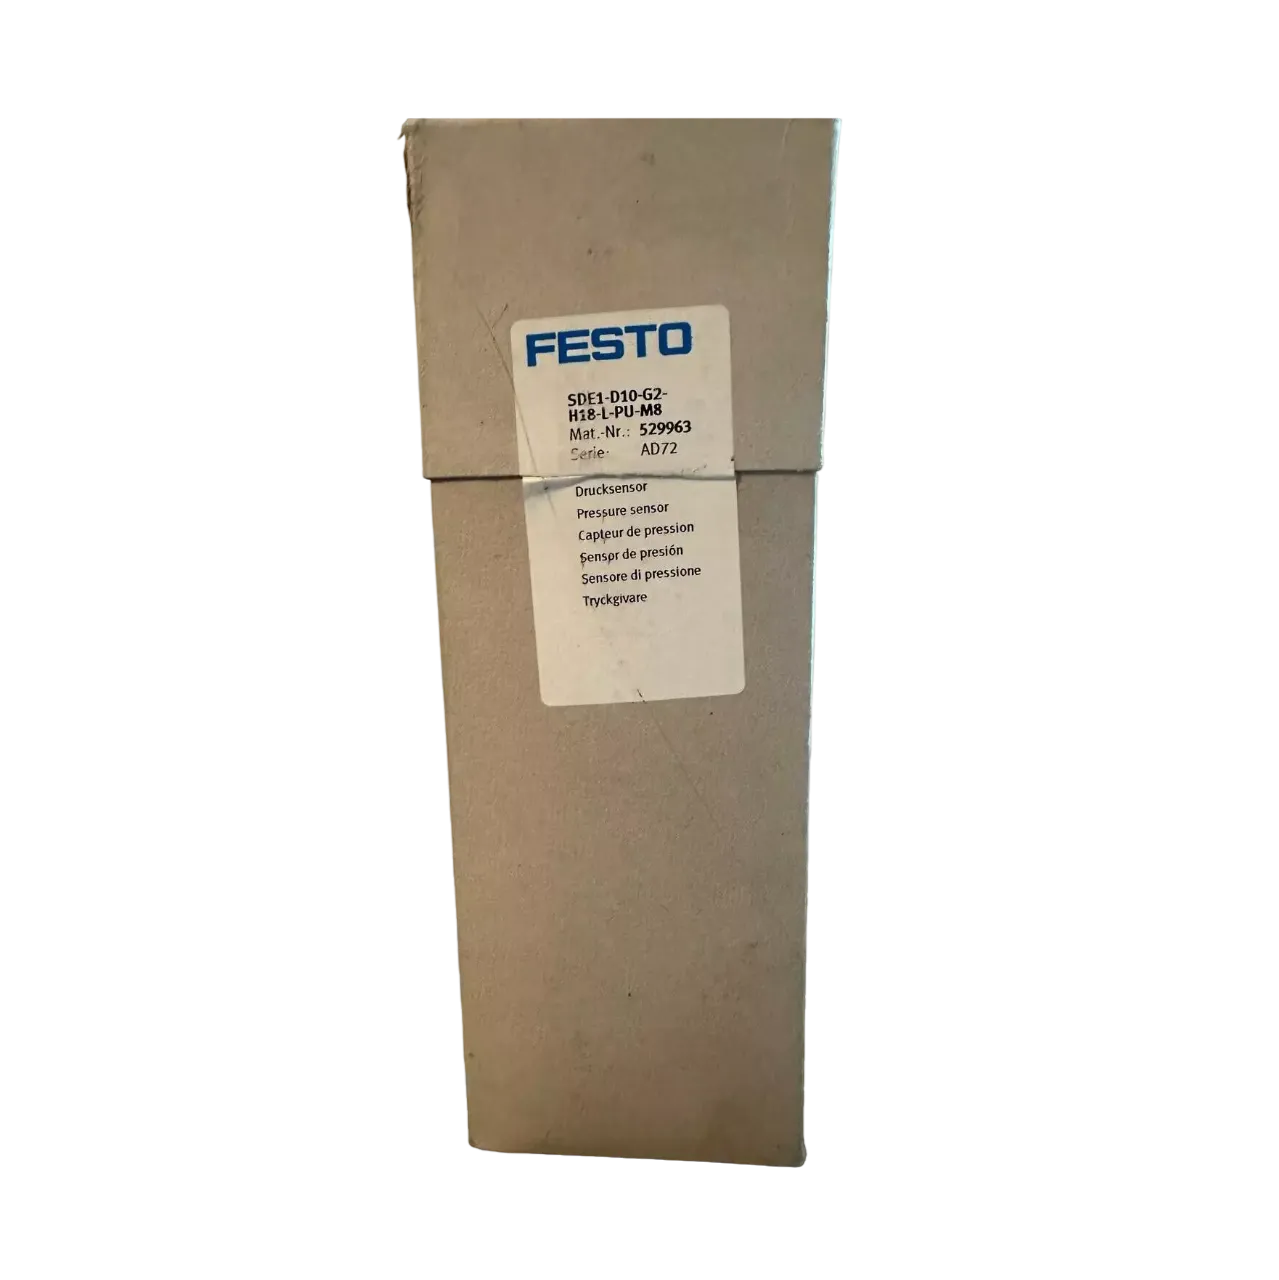 FESTO
SDE1-D10-G2-
H18-L-PU-M8
Mat.-Nr.: 529963
Serie: AD72
Drucksensor
Pressure sensor
Capteur de pression
Sensor de presión
Sensore di pressione
Tryckgivare